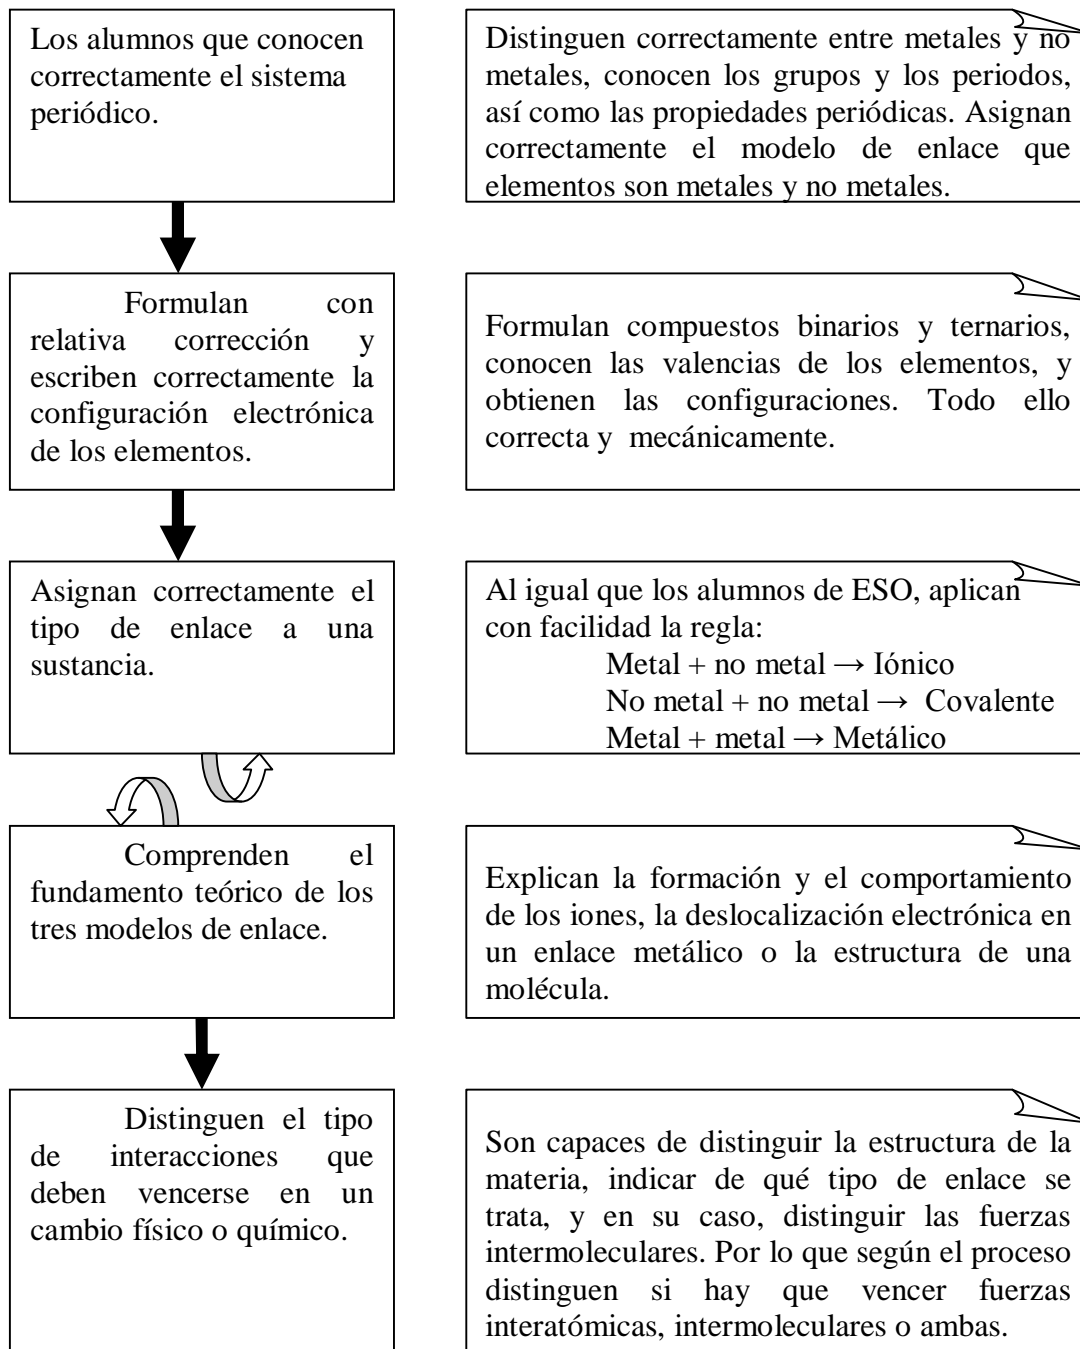 Los alumnos que conocen
correctamente el sistema
periódico.
Distinguen correctamente entre metales y no
metales, conocen los grupos y los periodos,
así como las propiedades periódicas. Asignan
correctamente el modelo de enlace que
elementos son metales y no metales.
Formulan con
relativa corrección y
escriben correctamente la
configuración electrónica
de los elementos.
Formulan compuestos binarios y ternarios,
conocen las valencias de los elementos, y
obtienen las configuraciones. Todo ello
correcta y mecánicamente.
Asignan correctamente el
tipo de enlace a una
sustancia.
Al igual que los alumnos de ESO, aplican
con facilidad la regla:
Metal + no metal → Iónico
No metal + no metal → Covalente
Metal + metal → Metálico
Comprenden el
fundamento teórico de los
tres modelos de enlace.
Explican la formación y el comportamiento
de los iones, la deslocalización electrónica en
un enlace metálico o la estructura de una
molécula.
Distinguen el tipo
de interacciones que
deben vencerse en un
cambio físico o químico.
Son capaces de distinguir la estructura de la
materia, indicar de qué tipo de enlace se
trata, y en su caso, distinguir las fuerzas
intermoleculares. Por lo que según el proceso
distinguen si hay que vencer fuerzas
interatómicas, intermoleculares o ambas.